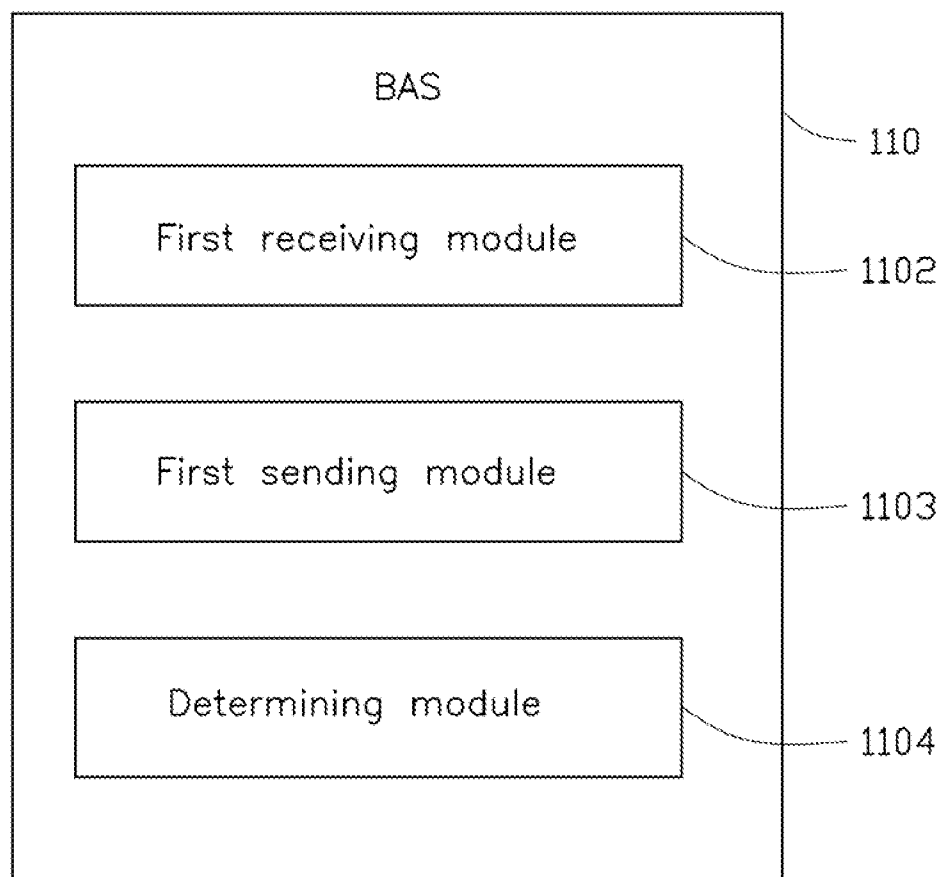 BAS
110
First receiving module
1102
First sending module
1103
Determining module
1104